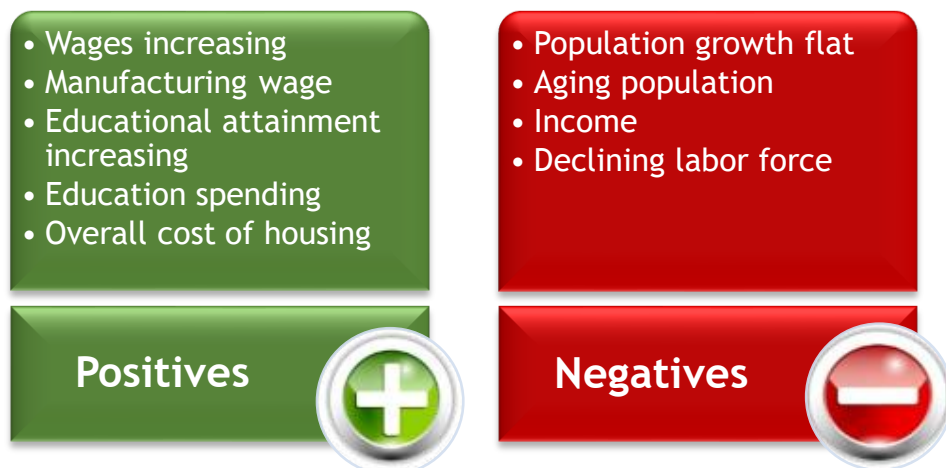 • Wages increasing
• Manufacturing wage
• Educational attainment
increasing
• Education spending
• Overall cost of housing
Positives
• Population growth flat
• Aging population
• Income
• Declining labor force
Negatives